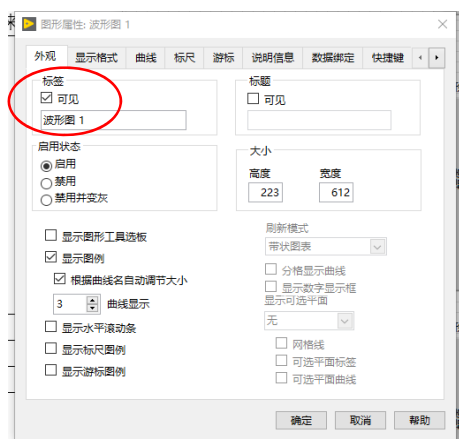 图形属性: 波形图 1
外观 显示格式 曲线 标尺 游标 说明信息 数据绑定 快捷键
标签
可见
波形图 1
标题
可见
启用状态
启用
禁用
禁用并变灰
大小
高度 宽度
223 612
显示图形工具选板
显示图例
根据曲线名自动调节大小
3 曲线显示
显示水平滚动条
显示标尺图例
显示游标图例
刷新模式
带状图表
分格显示曲线
显示数字显示框
显示可选平面
无
网格线
可选平面标签
可选平面曲线
确定 取消 帮助